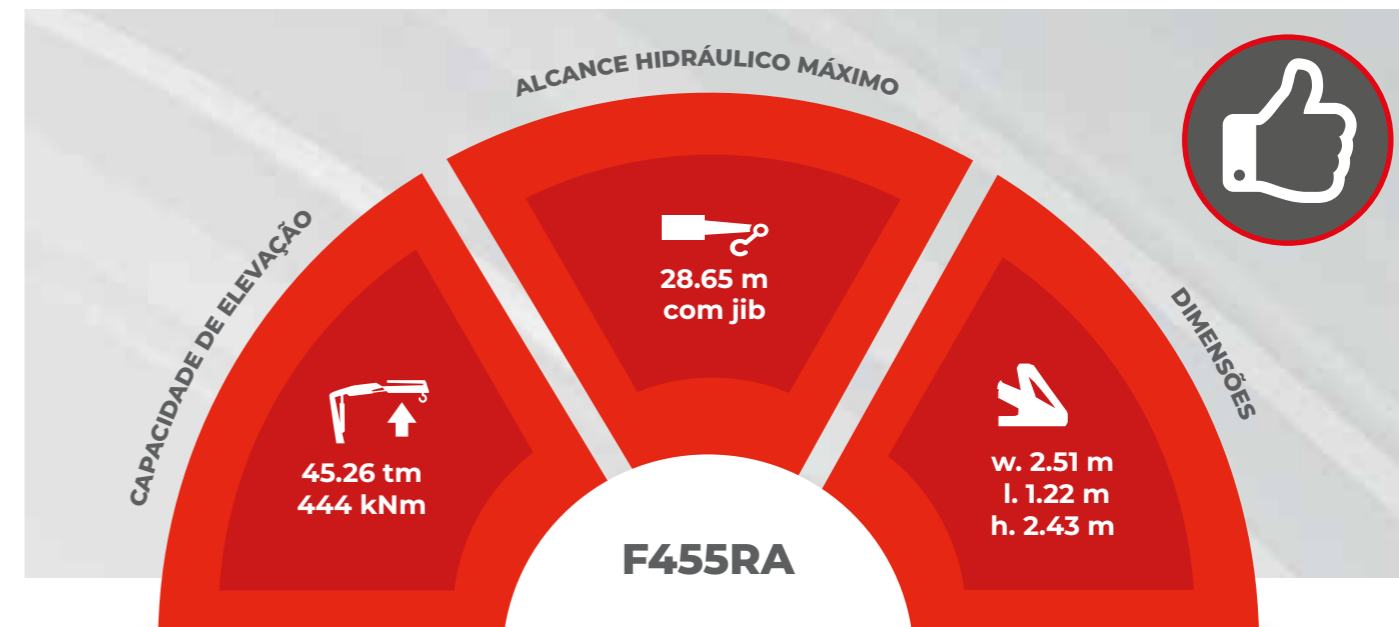 CAPACIDADE DE ELEVAÇÃO
45.26 tm
444 kNm
ALCANCE HIDRÁULICO MÁXIMO
28.65 m
com jib
DIMENSÕES
w. 2.51 m
l. 1.22 m
h. 2.43 m
F455RA